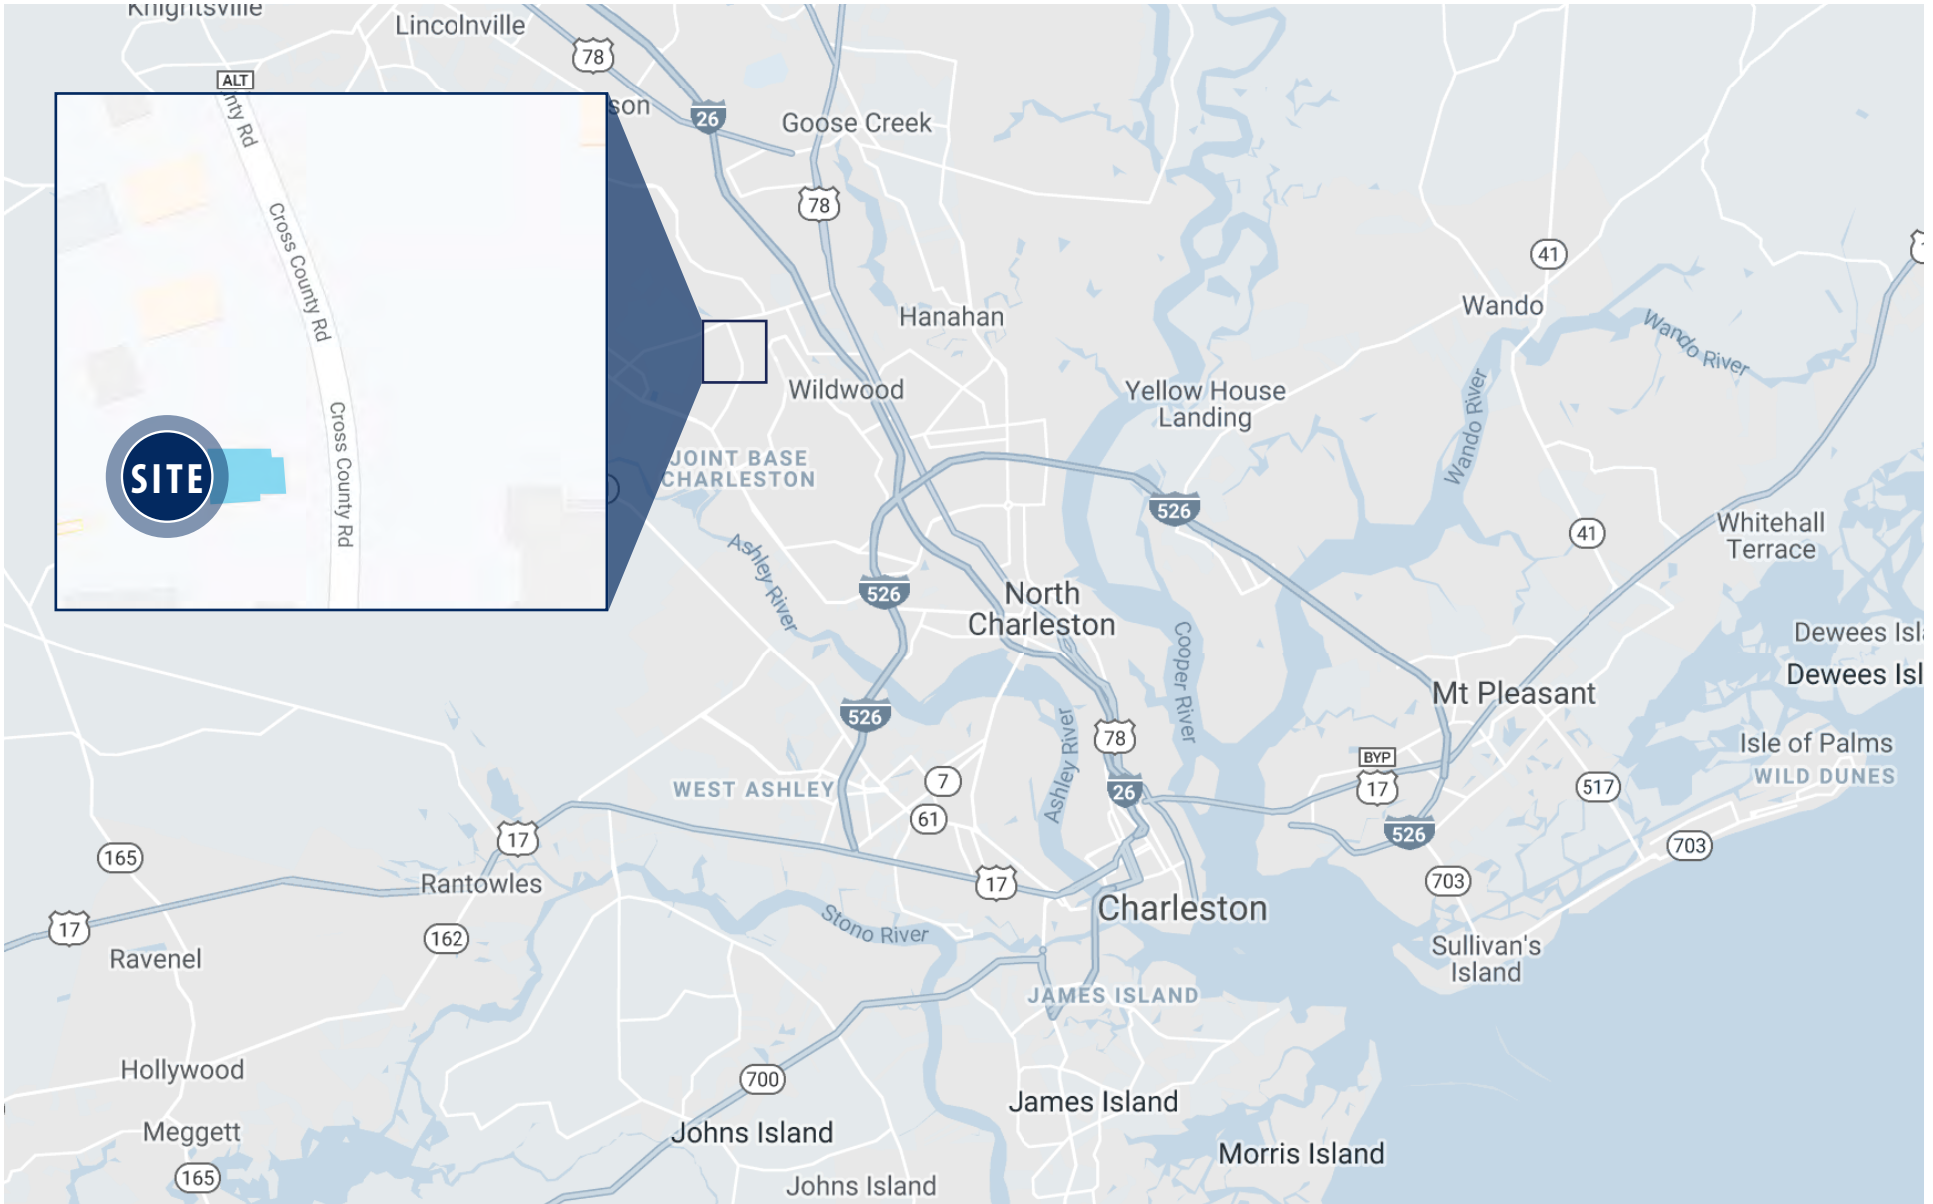 Knightsville
Lincolnville
78
ALT
nty Rd
son
26
Goose Creek
Cross County Rd
78
41
Hanahan
Wando
Wando River
Wildwood
Yellow House
Landing
Wando River
Cross County Rd
SITE
JOINT BASE
CHARLESTON
526
Whitehall
Terrace
41
Ashley River
526
North
Charleston
Cooper River
Dewees Isl
Dewees Isl
Mt Pleasant
526
Ashley River
78
Isle of Palms
WILD DUNES
BYP
17
517
WEST ASHLEY
7
26
61
17
526
703
165
Rantowles
17
703
17
Charleston
Stono River
162
Ravenel
Sullivan's
Island
JAMES ISLAND
Hollywood
700
James Island
Meggett
Johns Island
Morris Island
165
Johns Island